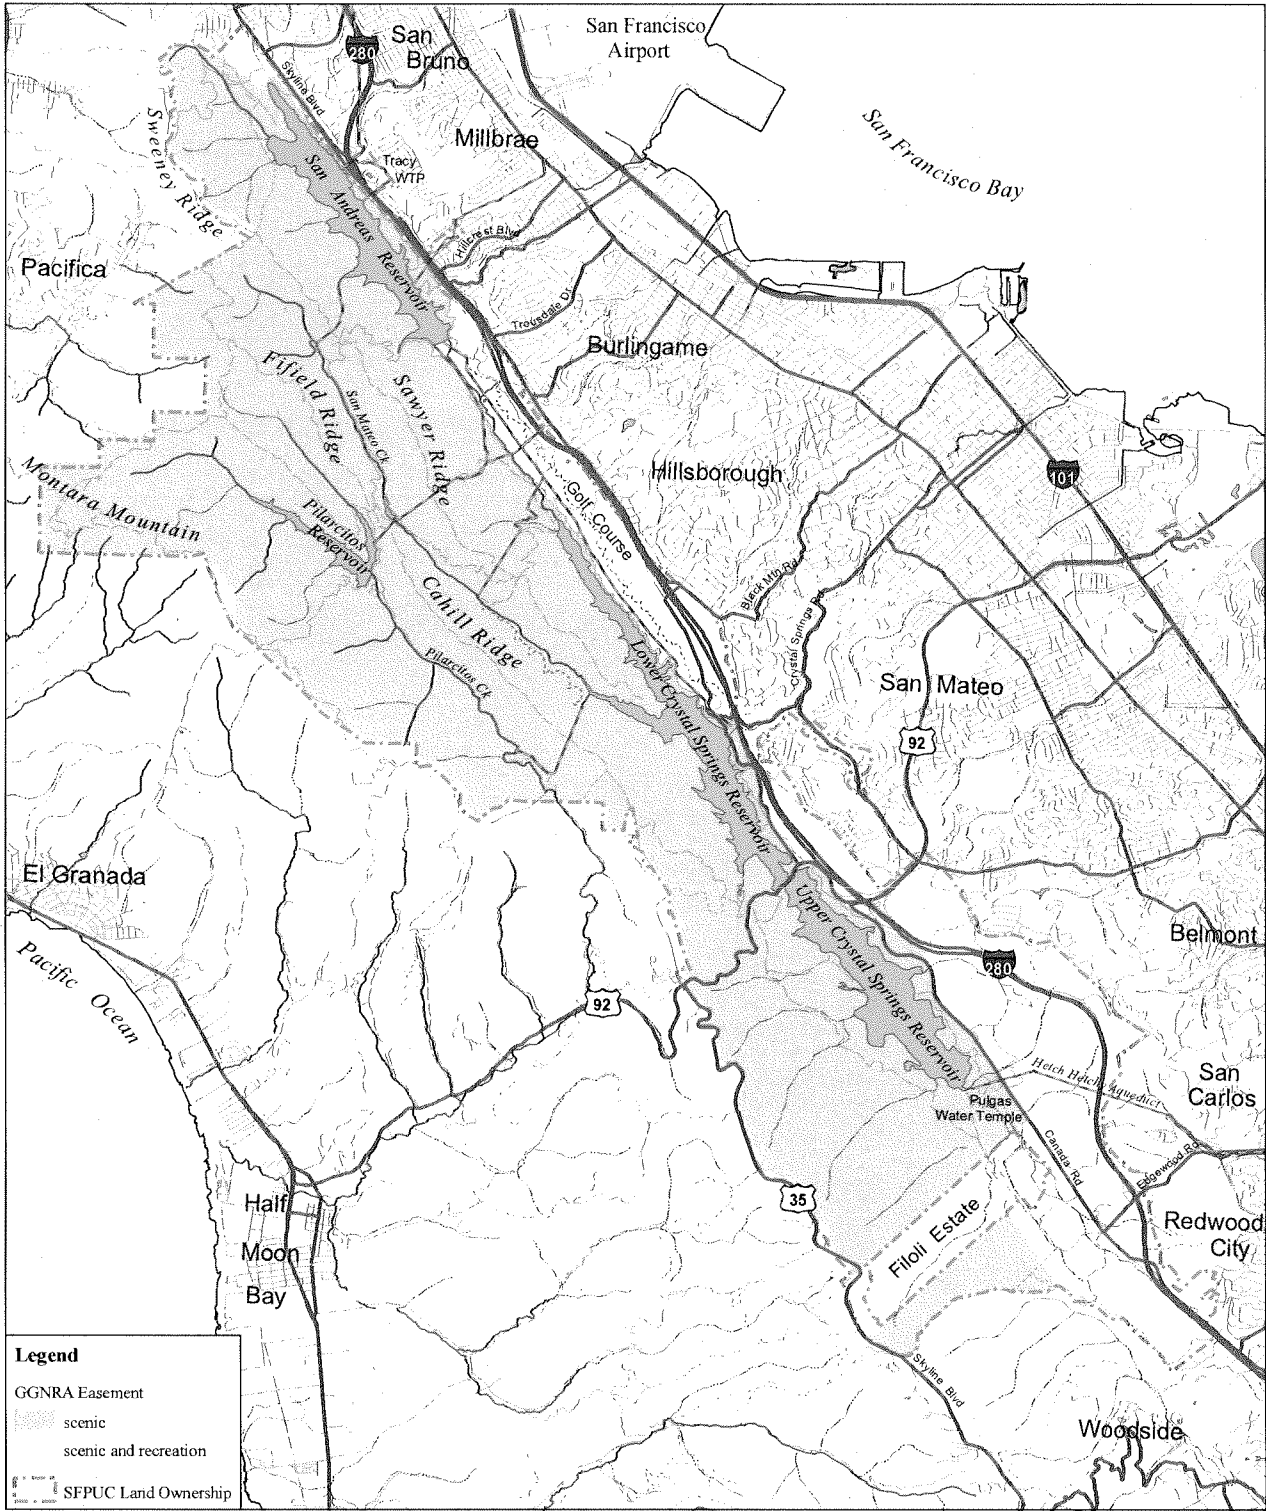 San Francisco
Airport
San
Bruno
280
Skyline Blvd
San Francisco Bay
Millbrae
Tracy
WTP
Sweeney Ridge
San Andreas Reservoir
Hillcrest Blvd
Pacifica
Trousdale Dr
Burlingame
Fifield Ridge
San Mateo Ck
Sawyer Ridge
Hillsborough
101
Golf Course
Montara Mountain
Pilarcitos
Reservoir
Black Mtn Rd
Cahill Ridge
Crystal Springs Rd
Pilarcitos Ck
Lower Crystal Springs Reservoir
San Mateo
92
El Granada
Upper Crystal Springs Reservoir
Belmont
280
Pacific Ocean
92
Hetch Hetchy Aqueduct
San
Carlos
Pulgas
Water Temple
Canada Rd
Edgewood Rd
35
Half
Moon
Bay
Filoli Estate
Redwood
City
Skyline Blvd
Woodside
Legend
GGNRA Easement
scenic
scenic and recreation
SFPUC Land Ownership